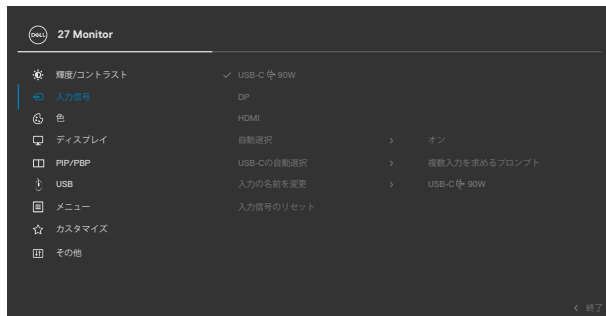 DELL 27 Monitor
輝度/コントラスト ✓ USB-C 90W
入力信号 DP
色 HDMI
ディスプレイ 自動選択 > オン
PIP/PBP USB-Cの自動選択 > 複数入力を求めるプロンプト
USB 入力の名前を変更 > USB-C 90W
メニュー 入力信号のリセット
カスタマイズ
その他
< 終了